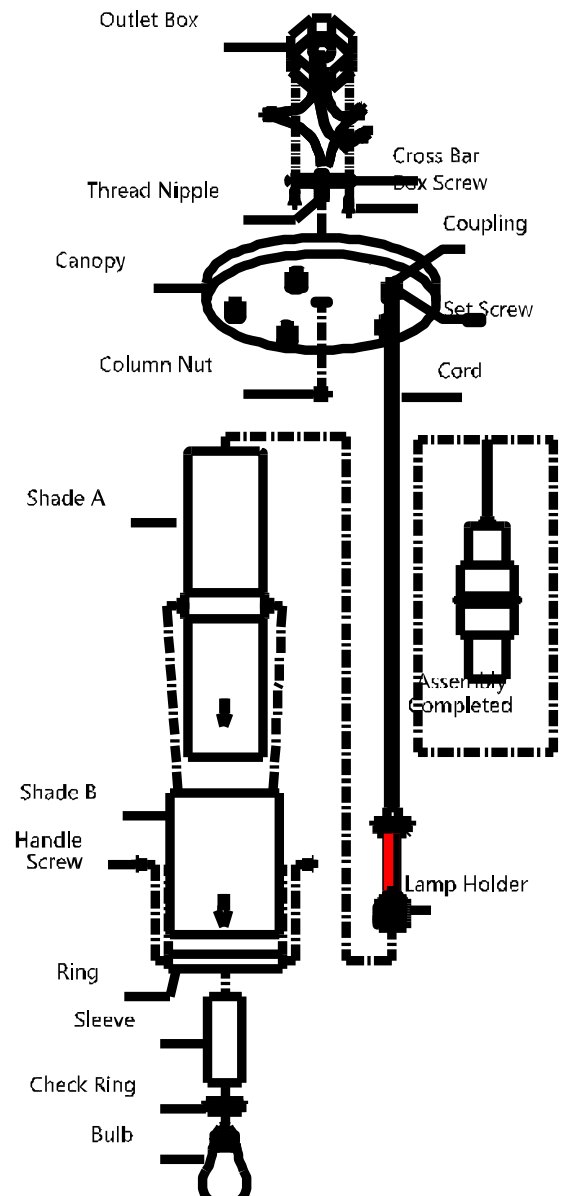 Outlet Box
Cross Bar
Box Screw
Thread Nipple
Coupling
Canopy
Set Screw
Column Nut
Cord
Shade A
Assembly
Completed
Shade B
Handle
Screw
Lamp Holder
Ring
Sleeve
Check Ring
Bulb